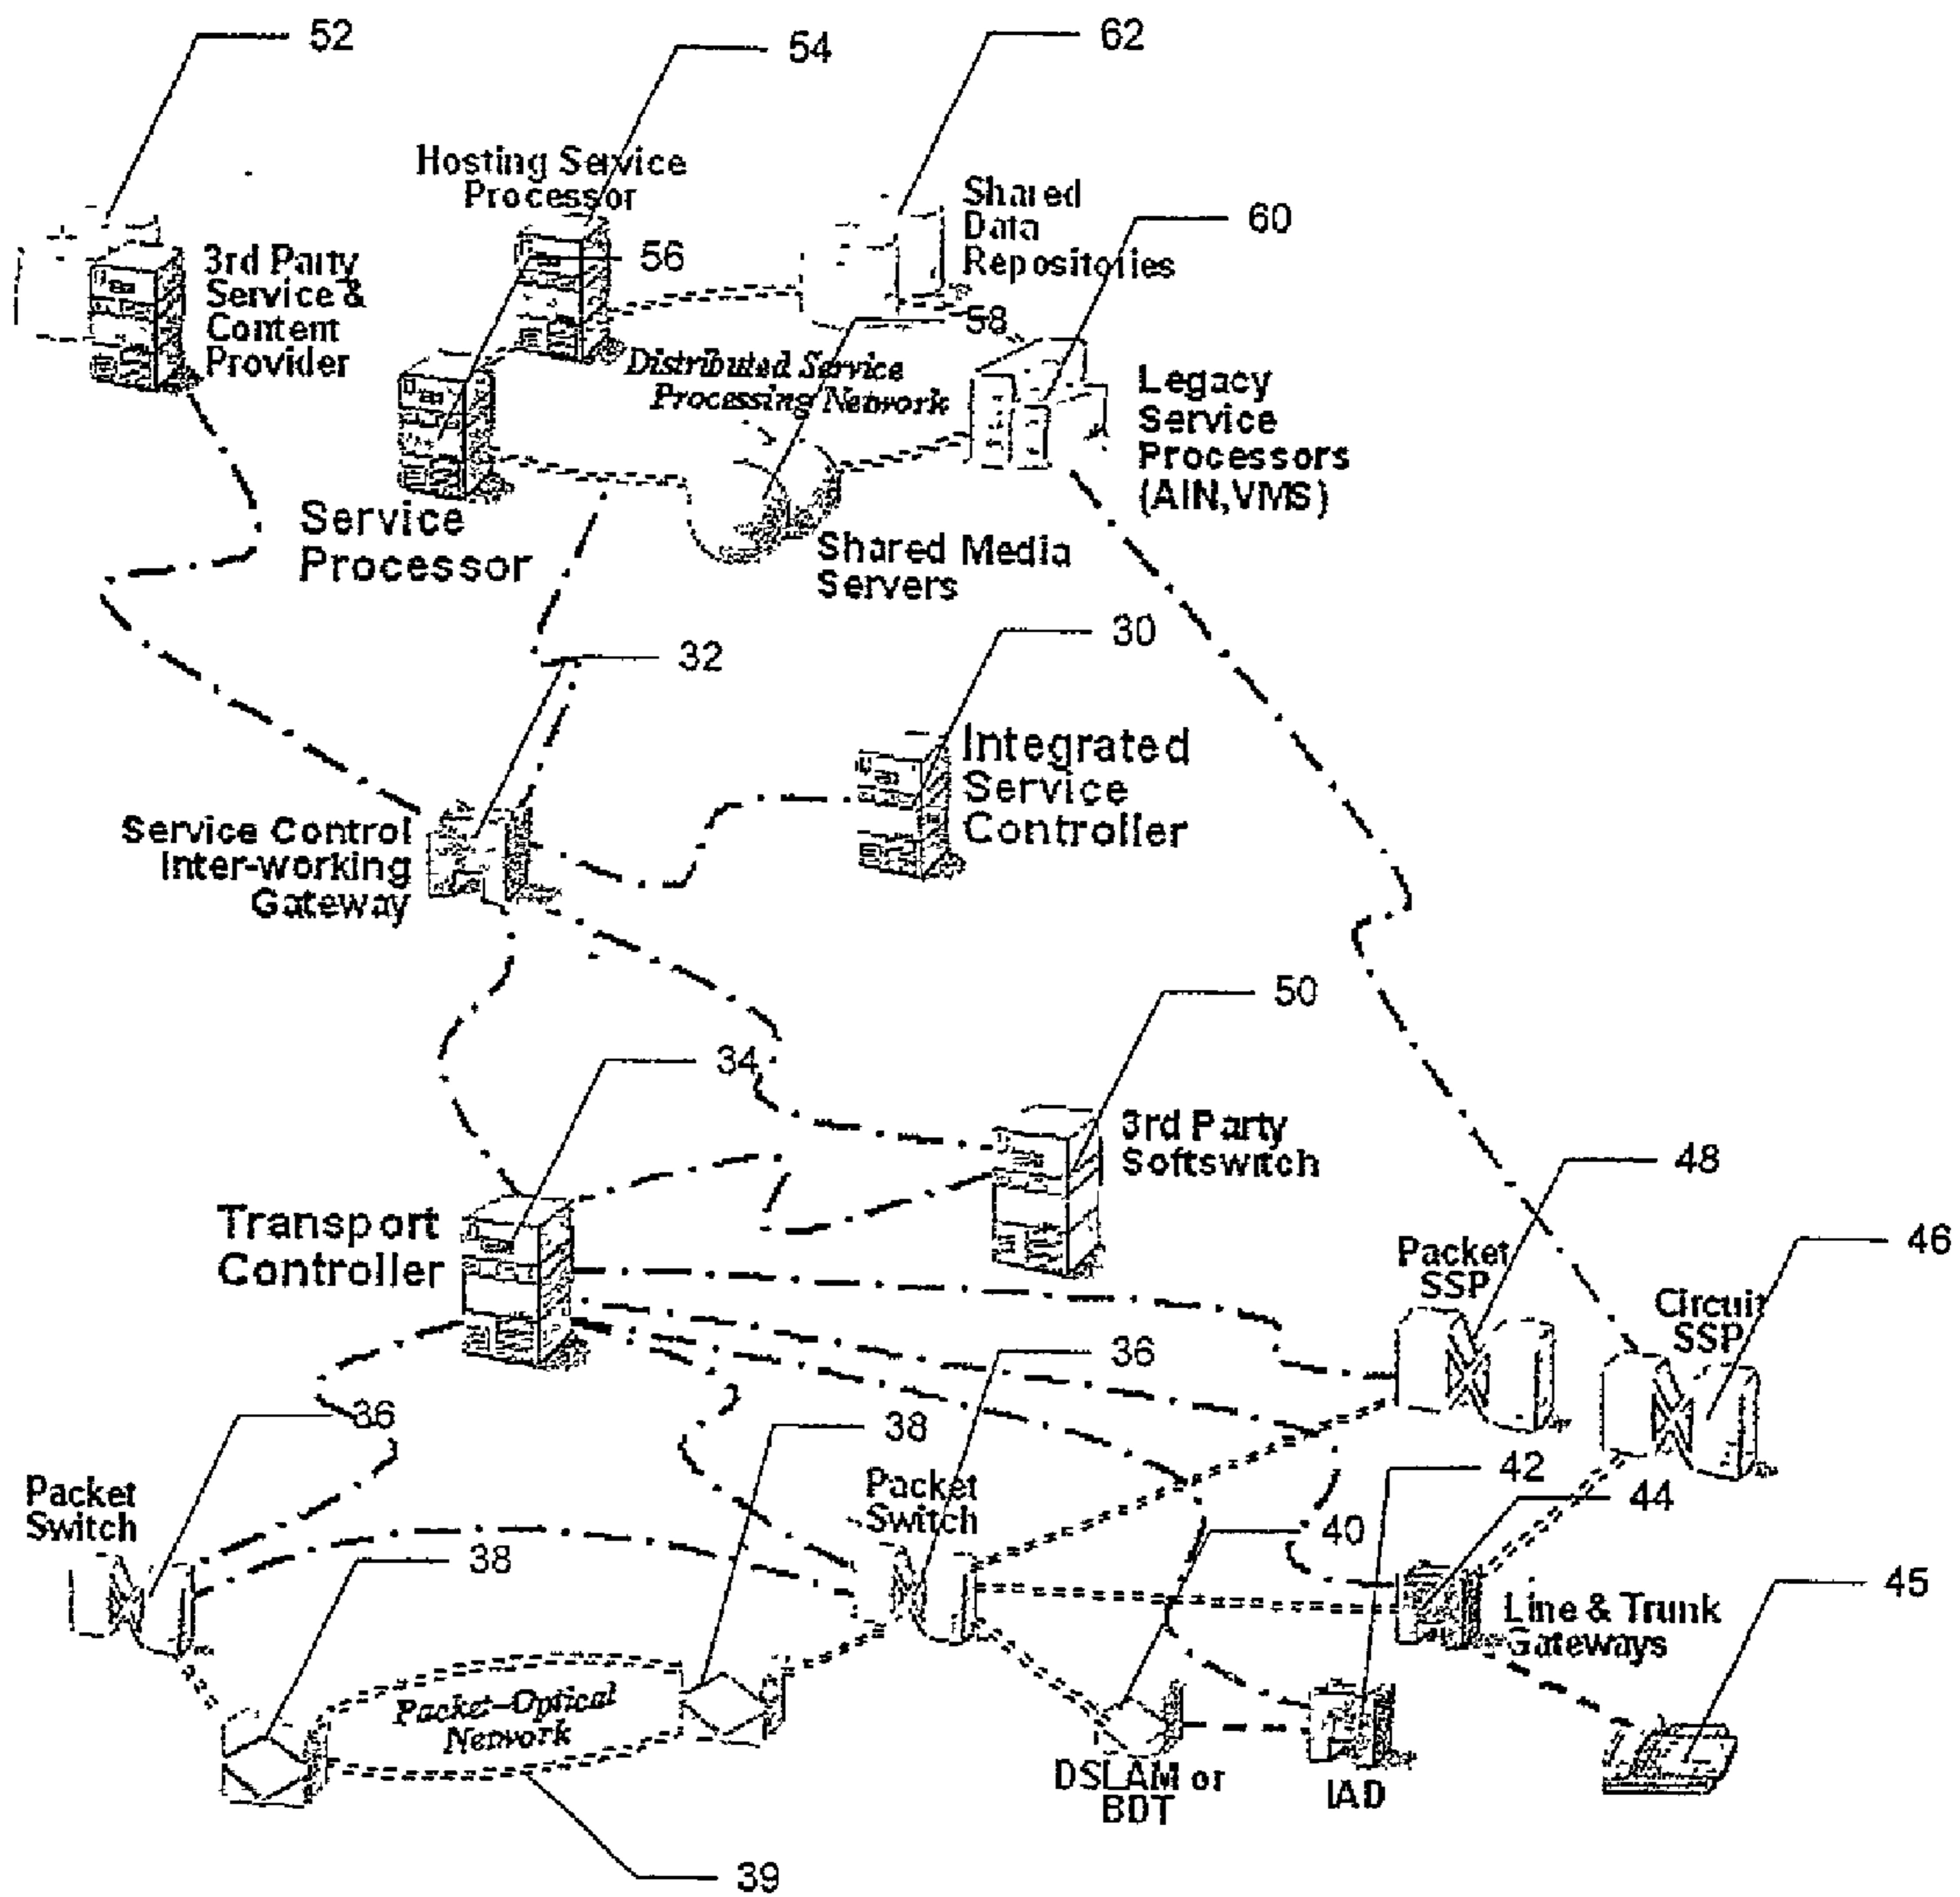 52
54
62
Hosting Service
Processor
Shared
Data
Repositories
60
3rd Party
Service &
Content
Provider
56
58
Distributed Service
Processing Network
Legacy
Service
Processors
(AIN,VMS)
Service
Processor
Shared Media
Servers
32
30
Integrated
Service
Controller
Service Control
Inter-working
Gateway
50
34
3rd Party
Softswitch
48
Transport
Controller
Packet
SSP
46
Circuit
SSP
36
36
38
42
44
Packet
Switch
Packet
Switch
38
40
45
Line & Trunk
Gateways
Packet-Optical
Network
DSLAM or
BDT
IAD
39